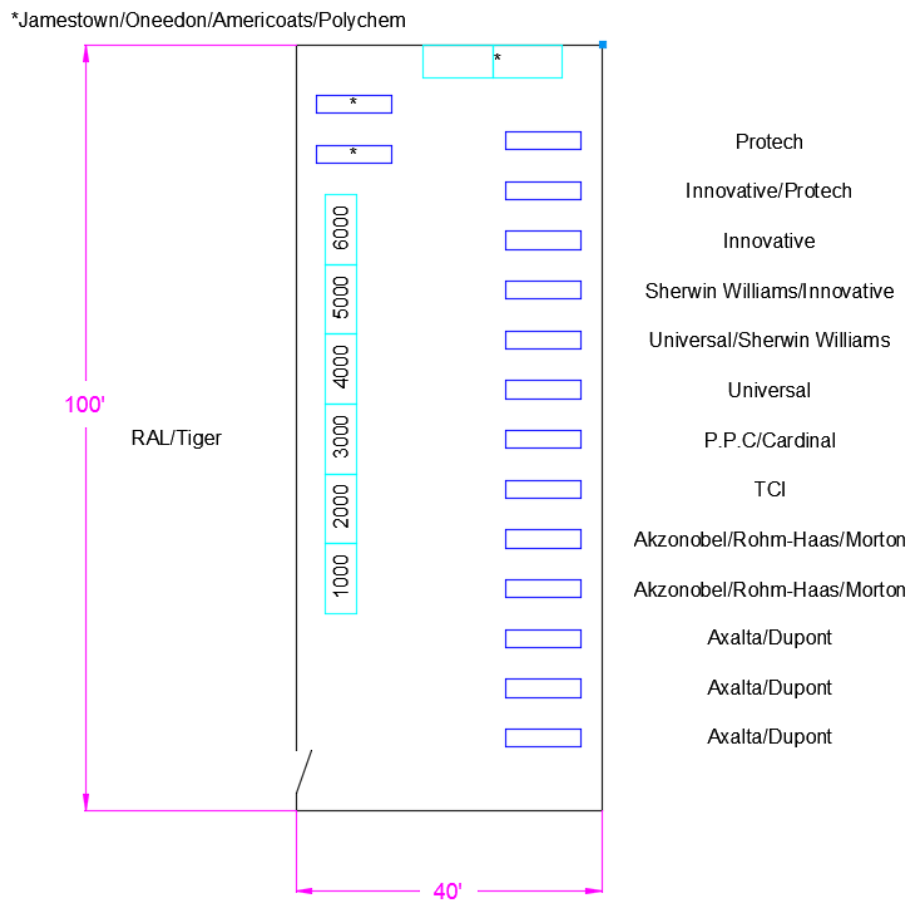 *Jamestown/Oneedon/Americoats/Polychem
*
*
*
Protech
Innovative/Protech
6000
Innovative
5000
Sherwin Williams/Innovative
4000
Universal/Sherwin Williams
Universal
100'
RAL/Tiger
3000
P.P.C/Cardinal
2000
TCI
Akzonobel/Rohm-Haas/Morton
1000
Akzonobel/Rohm-Haas/Morton
Axalta/Dupont
Axalta/Dupont
Axalta/Dupont
40'